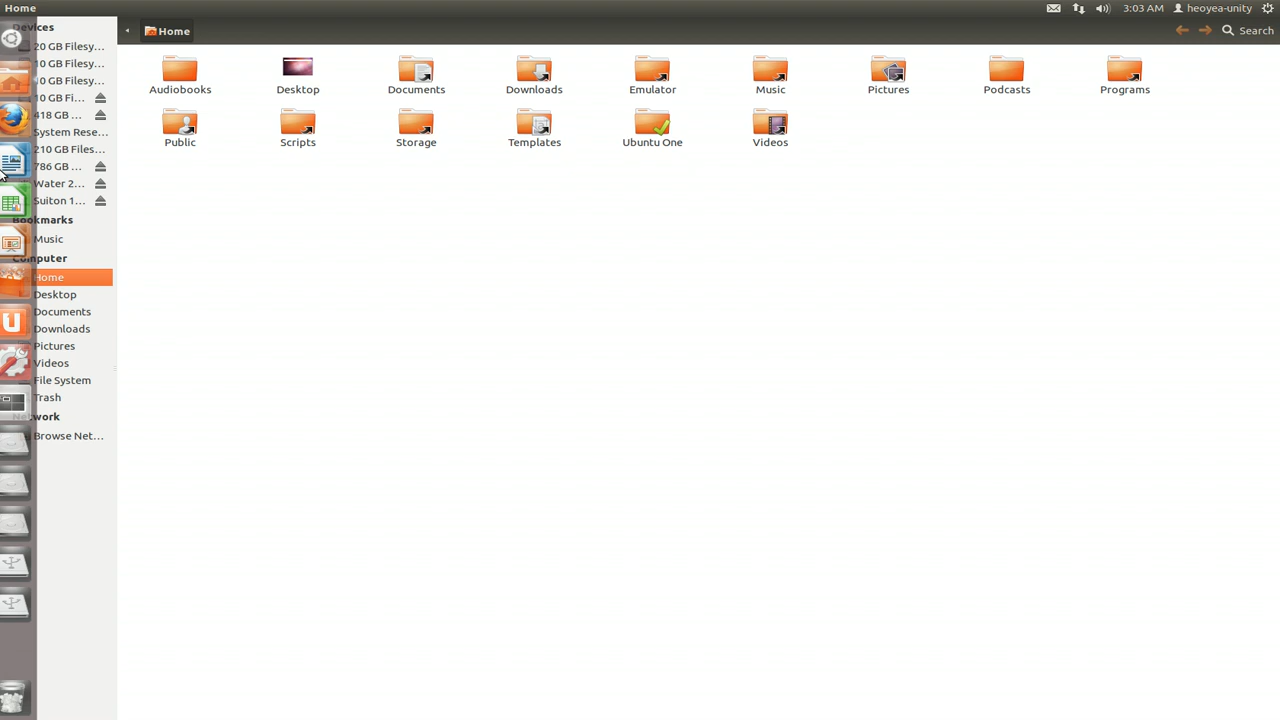 Home
3:03 AM heoyea-unity
Home
Search
Devices
20 GB Filesy...
10 GB Filesy...
10 GB Filesy...
10 GB Fi...
418 GB ...
System Rese...
210 GB Files...
786 GB ...
Water 2...
Suiton 1...
Bookmarks
Music
Computer
Home
Desktop
Documents
Downloads
Pictures
Videos
File System
Trash
Network
Browse Net...
Audiobooks Desktop Documents Downloads Emulator Music Pictures Podcasts Programs
Public Scripts Storage Templates Ubuntu One Videos